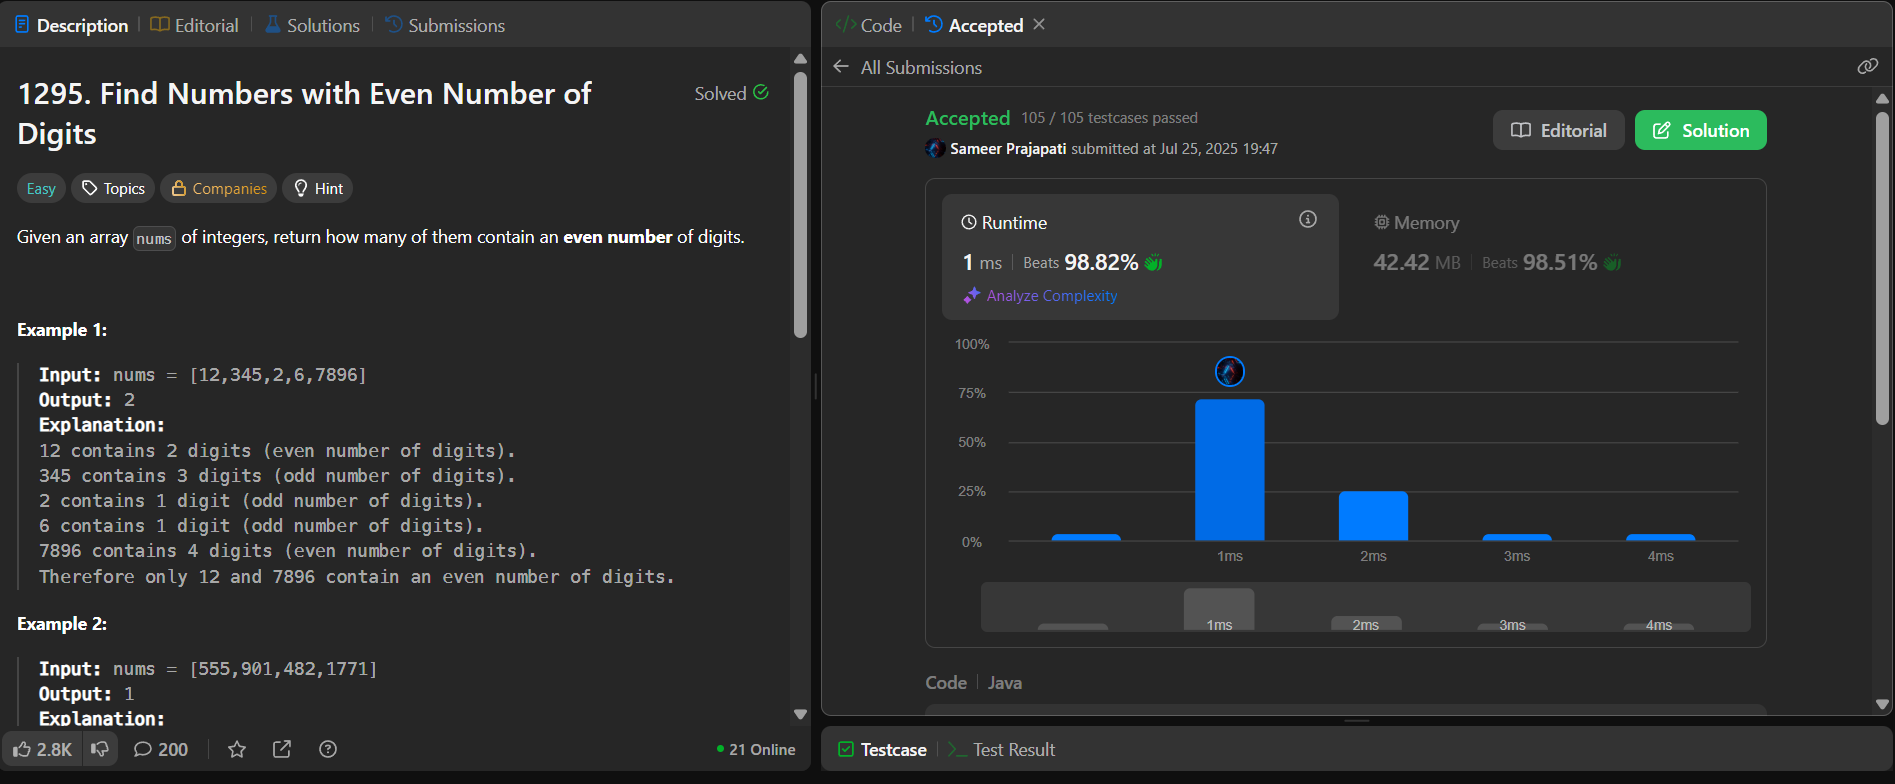 Description
Editorial
Solutions
Submissions
1295. Find Numbers with Even Number of
Digits
Solved
Easy
Topics
Companies
Hint
Given an array nums of integers, return how many of them contain an even number of digits.
Example 1:
Input: nums = [12,345,2,6,7896]
Output: 2
Explanation:
12 contains 2 digits (even number of digits).
345 contains 3 digits (odd number of digits).
2 contains 1 digit (odd number of digits).
6 contains 1 digit (odd number of digits).
7896 contains 4 digits (even number of digits).
Therefore only 12 and 7896 contain an even number of digits.
Example 2:
Input: nums = [555,901,482,1771]
Output: 1
Explanation:
2.8K
200
21 Online
Code
Accepted
All Submissions
Accepted 105 / 105 testcases passed
Sameer Prajapati submitted at Jul 25, 2025 19:47
Editorial
Solution
Runtime
1 ms Beats 98.82%
Analyze Complexity
Memory
42.42 MB Beats 98.51%
100%
75%
50%
25%
0%
1ms 2ms 3ms 4ms
1ms 2ms 3ms 4ms
Code Java
Testcase
Test Result